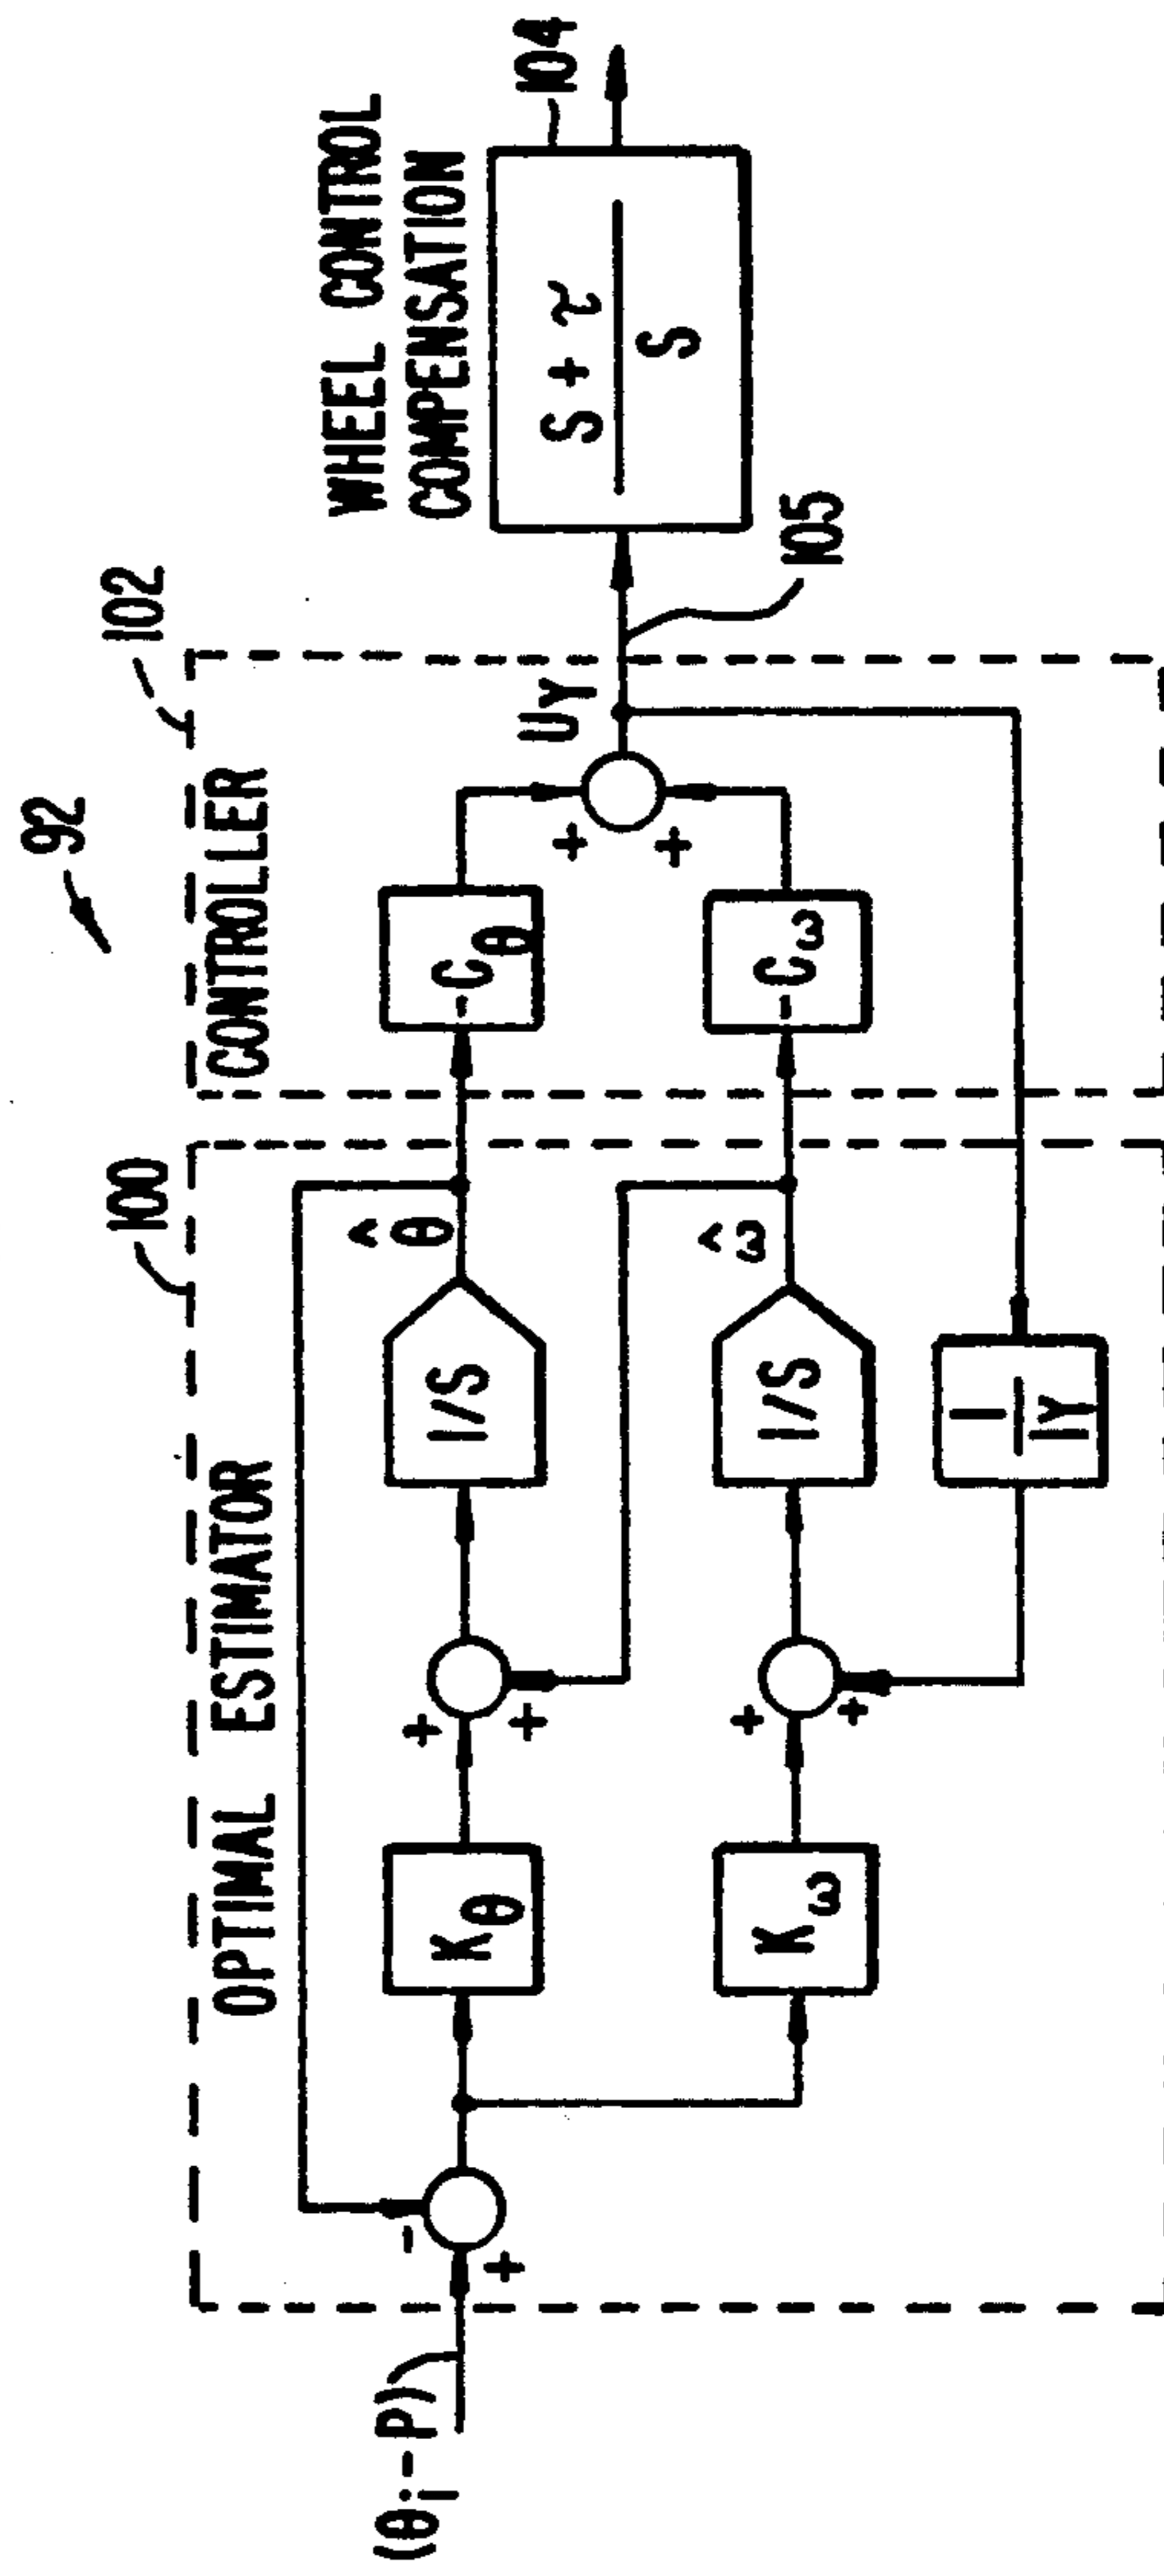 92
100
102
OPTIMAL ESTIMATOR
CONTROLLER
WHEEL CONTROL
COMPENSATION
104
(θi-P)
-
+
Kθ
+
+
1/S
θ̂
-Cθ
+
+
UY
105
S + τ
S
Kω
+
+
1/S
ω̂
-Cω
1
IY